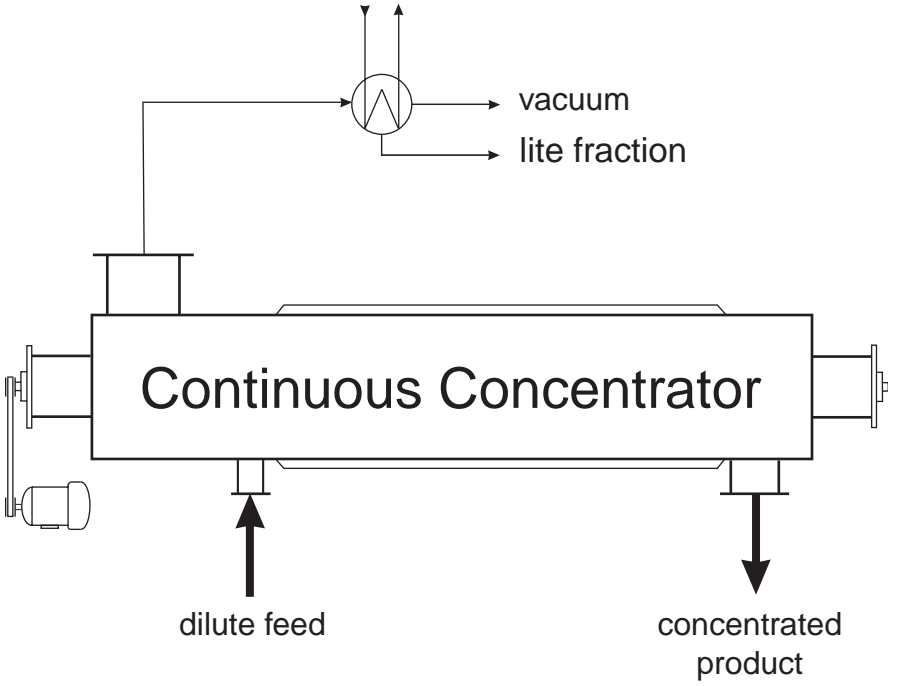 vacuum
lite fraction
Continuous Concentrator
dilute feed
concentrated
product